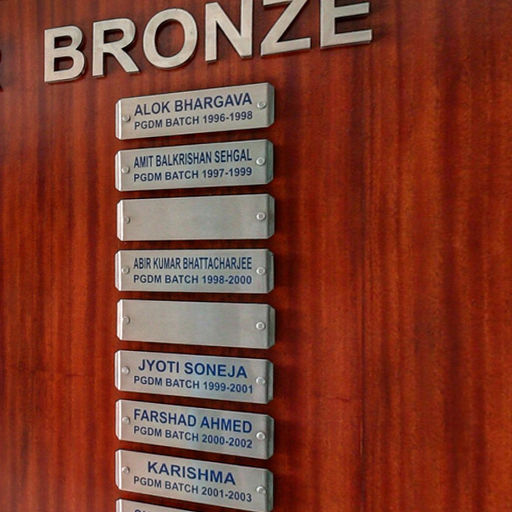 BRONZE
ALOK BHARGAVA
PGDM BATCH 1996-1998
AMIT BALKRISHAN SEHGAL
PGDM BATCH 1997-1999
ABIR KUMAR BHATTACHARJEE
PGDM BATCH 1998-2000
JYOTI SONEJA
PGDM BATCH 1999-2001
FARSHAD AHMED
PGDM BATCH 2000-2002
KARISHMA
PGDM BATCH 2001-2003